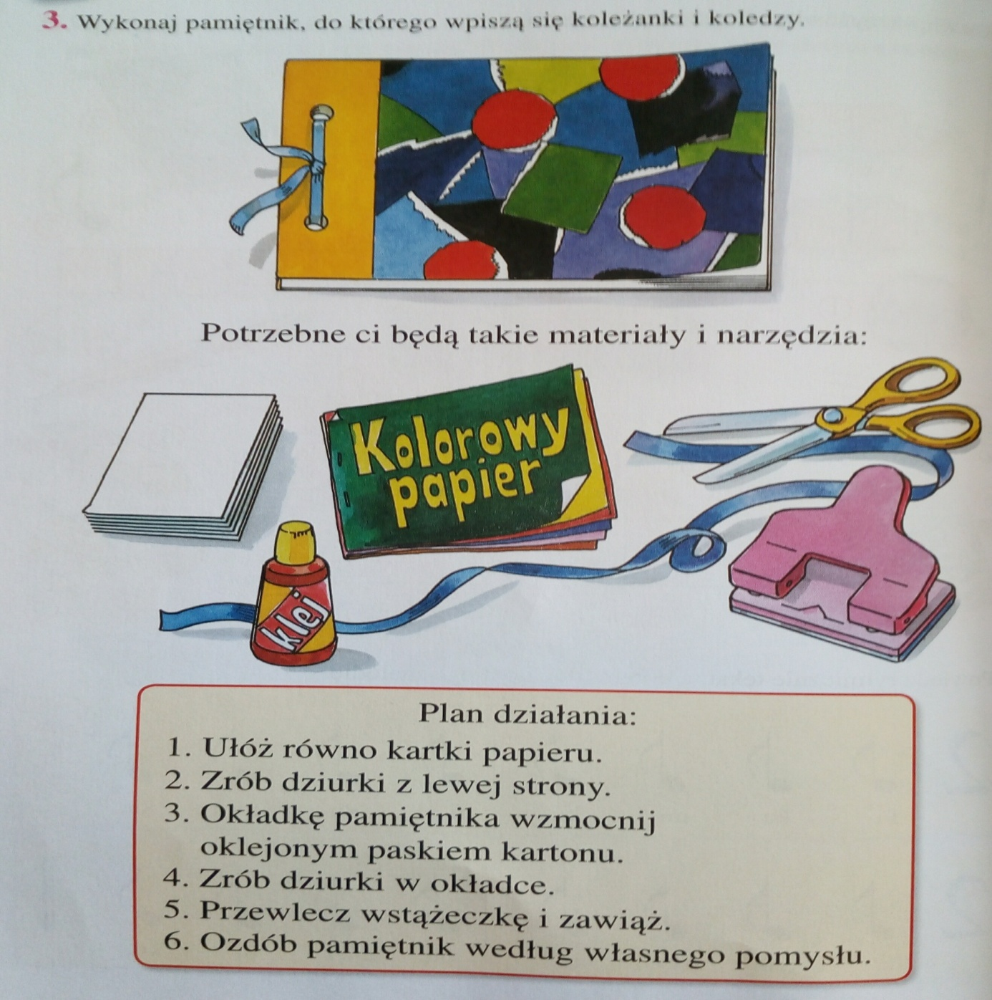 3. Wykonaj pamiętnik, do którego wpiszą się koleżanki i koledzy.
Potrzebne ci będą takie materiały i narzędzia:
Kolorowy
papier
klej
Plan działania:
1. Ułóż równo kartki papieru.
2. Zrób dziurki z lewej strony.
3. Okładkę pamiętnika wzmocnij
oklejonym paskiem kartonu.
4. Zrób dziurki w okładce.
5. Przewlecz wstążeczkę i zawiąż.
6. Ozdób pamiętnik według własnego pomysłu.